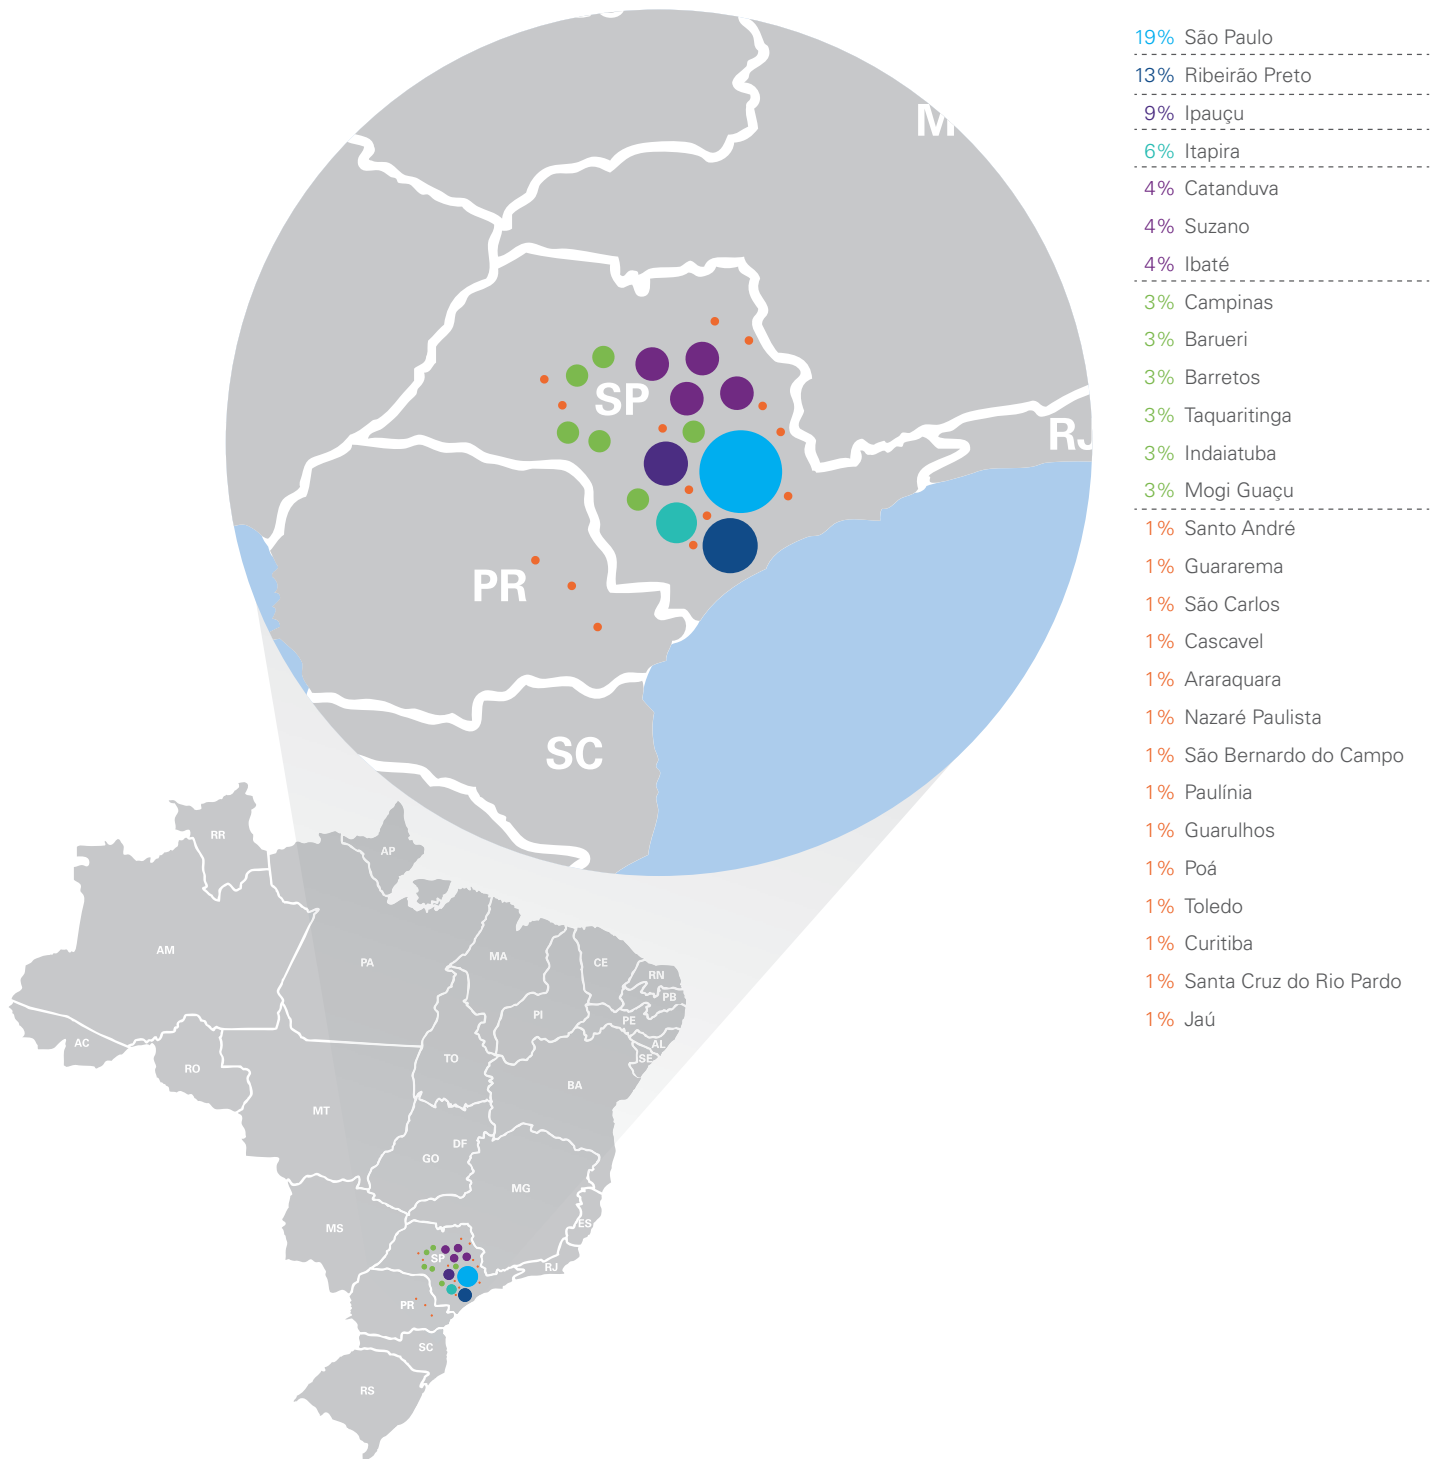 19% São Paulo
13% Ribeirão Preto
9% Ipauçu
6% Itapira
4% Catanduva
4% Suzano
4% Ibaté
3% Campinas
3% Barueri
3% Barretos
3% Taquaritinga
3% Indaiatuba
3% Mogi Guaçu
1% Santo André
1% Guararema
1% São Carlos
1% Cascavel
1% Araraquara
1% Nazaré Paulista
1% São Bernardo do Campo
1% Paulínia
1% Guarulhos
1% Poá
1% Toledo
1% Curitiba
1% Santa Cruz do Rio Pardo
1% Jaú
M
SP
RJ
PR
SC
RR
AP
AM
PA
MA
CE
RN
PB
PI
PE
AL
SE
AC
RO
TO
BA
MT
DF
GO
MG
MS
ES
SP
RJ
PR
SC
RS